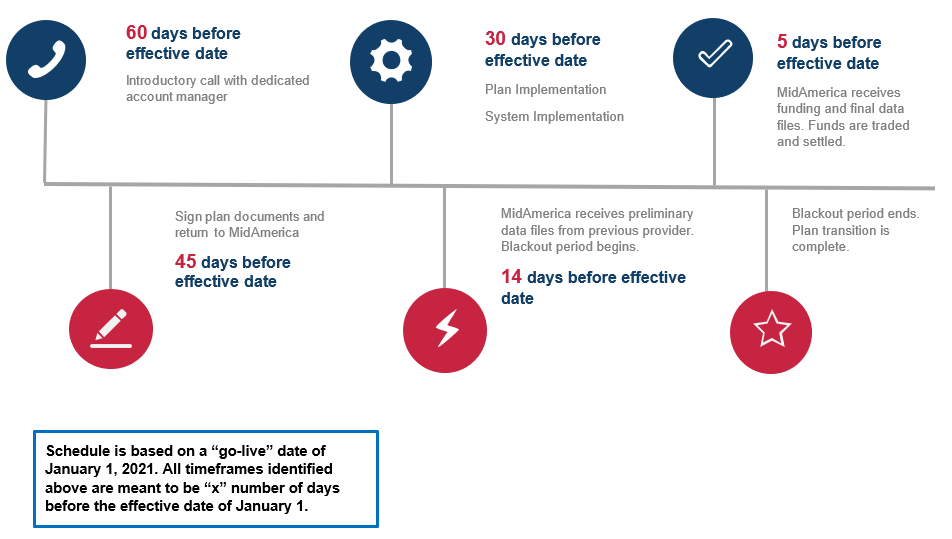 60 days before
effective date
Introductory call with dedicated
account manager
30 days before
effective date
Plan Implementation
System Implementation
5 days before
effective date
MidAmerica receives
funding and final data
files. Funds are traded
and settled.
Sign plan documents and
return to MidAmerica
45 days before
effective date
MidAmerica receives preliminary
data files from previous provider.
Blackout period begins.
14 days before effective
date
Blackout period ends.
Plan transition is
complete.
Schedule is based on a “go-live” date of
January 1, 2021. All timeframes identified
above are meant to be “x” number of days
before the effective date of January 1.